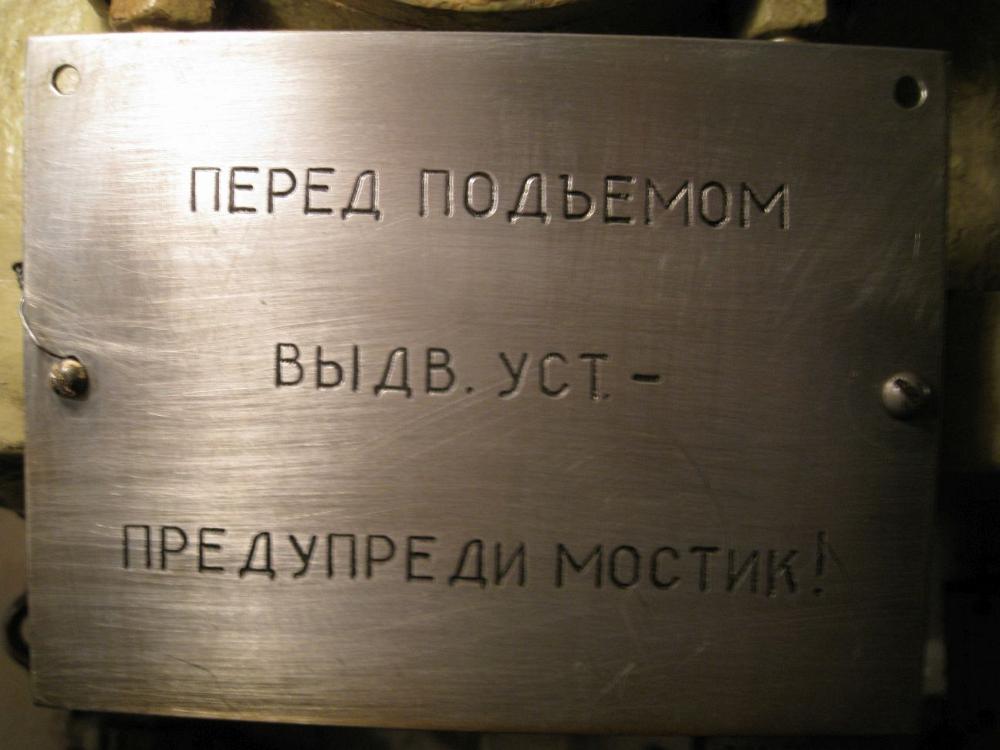 ПЕРЕД ПОДЪЕМОМ
ВЫДВ. УСТ. -
ПРЕДУПРЕДИ МОСТИК!